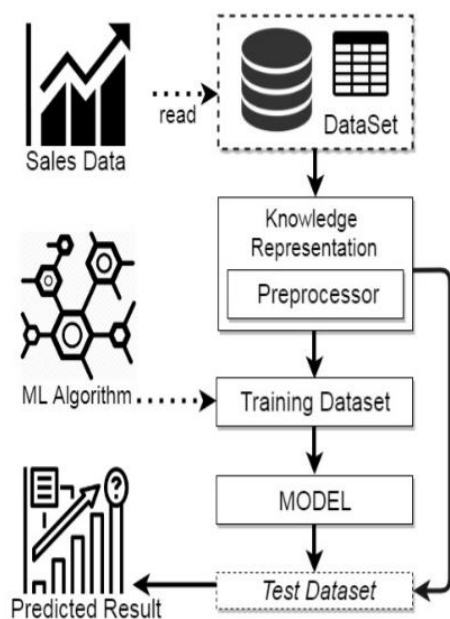 Sales Data
read
DataSet
Knowledge
Representation
Preprocessor
ML Algorithm
Training Dataset
MODEL
?
Predicted Result
Test Dataset